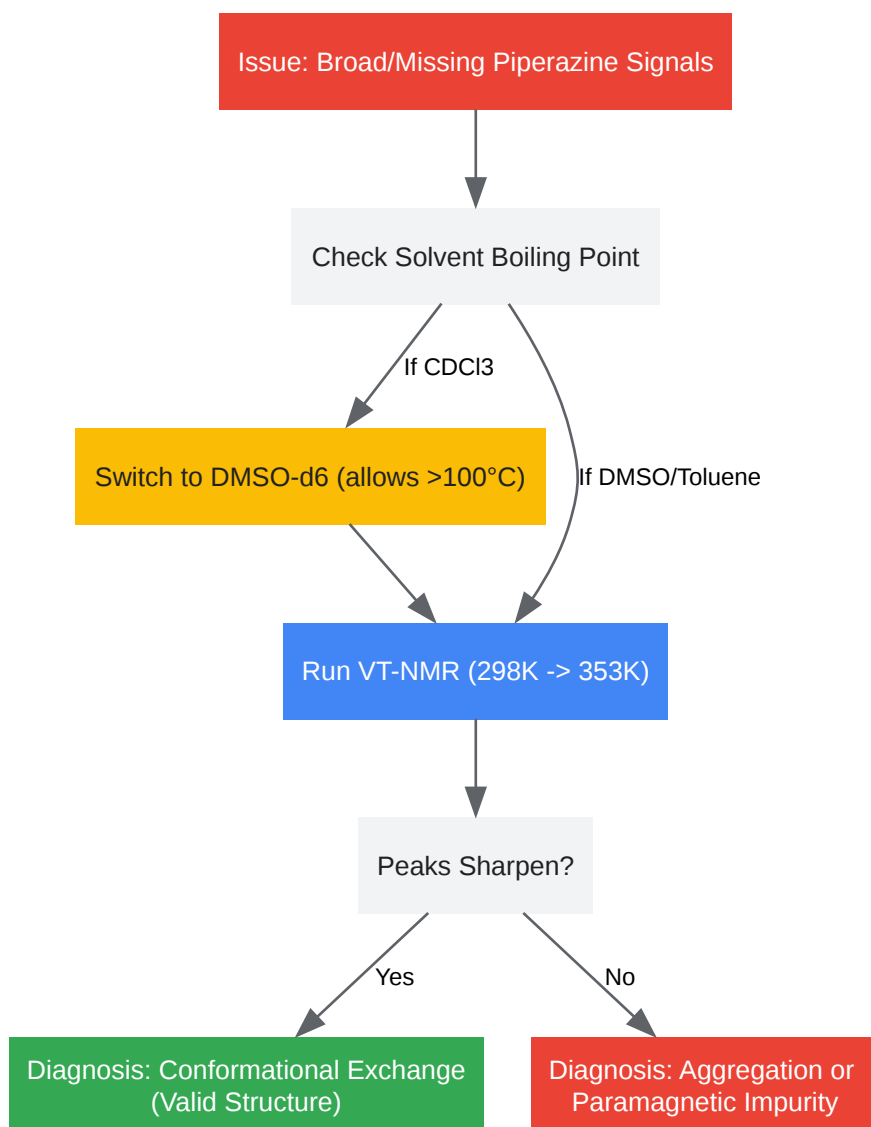 Issue: Broad/Missing Piperazine Signals
Check Solvent Boiling Point
If CDCl3
Switch to DMSO-d6 (allows >100°C)
If DMSO/Toluene
Run VT-NMR (298K -> 353K)
Peaks Sharpen?
Yes
No
Diagnosis: Conformational Exchange
(Valid Structure)
Diagnosis: Aggregation or
Paramagnetic Impurity